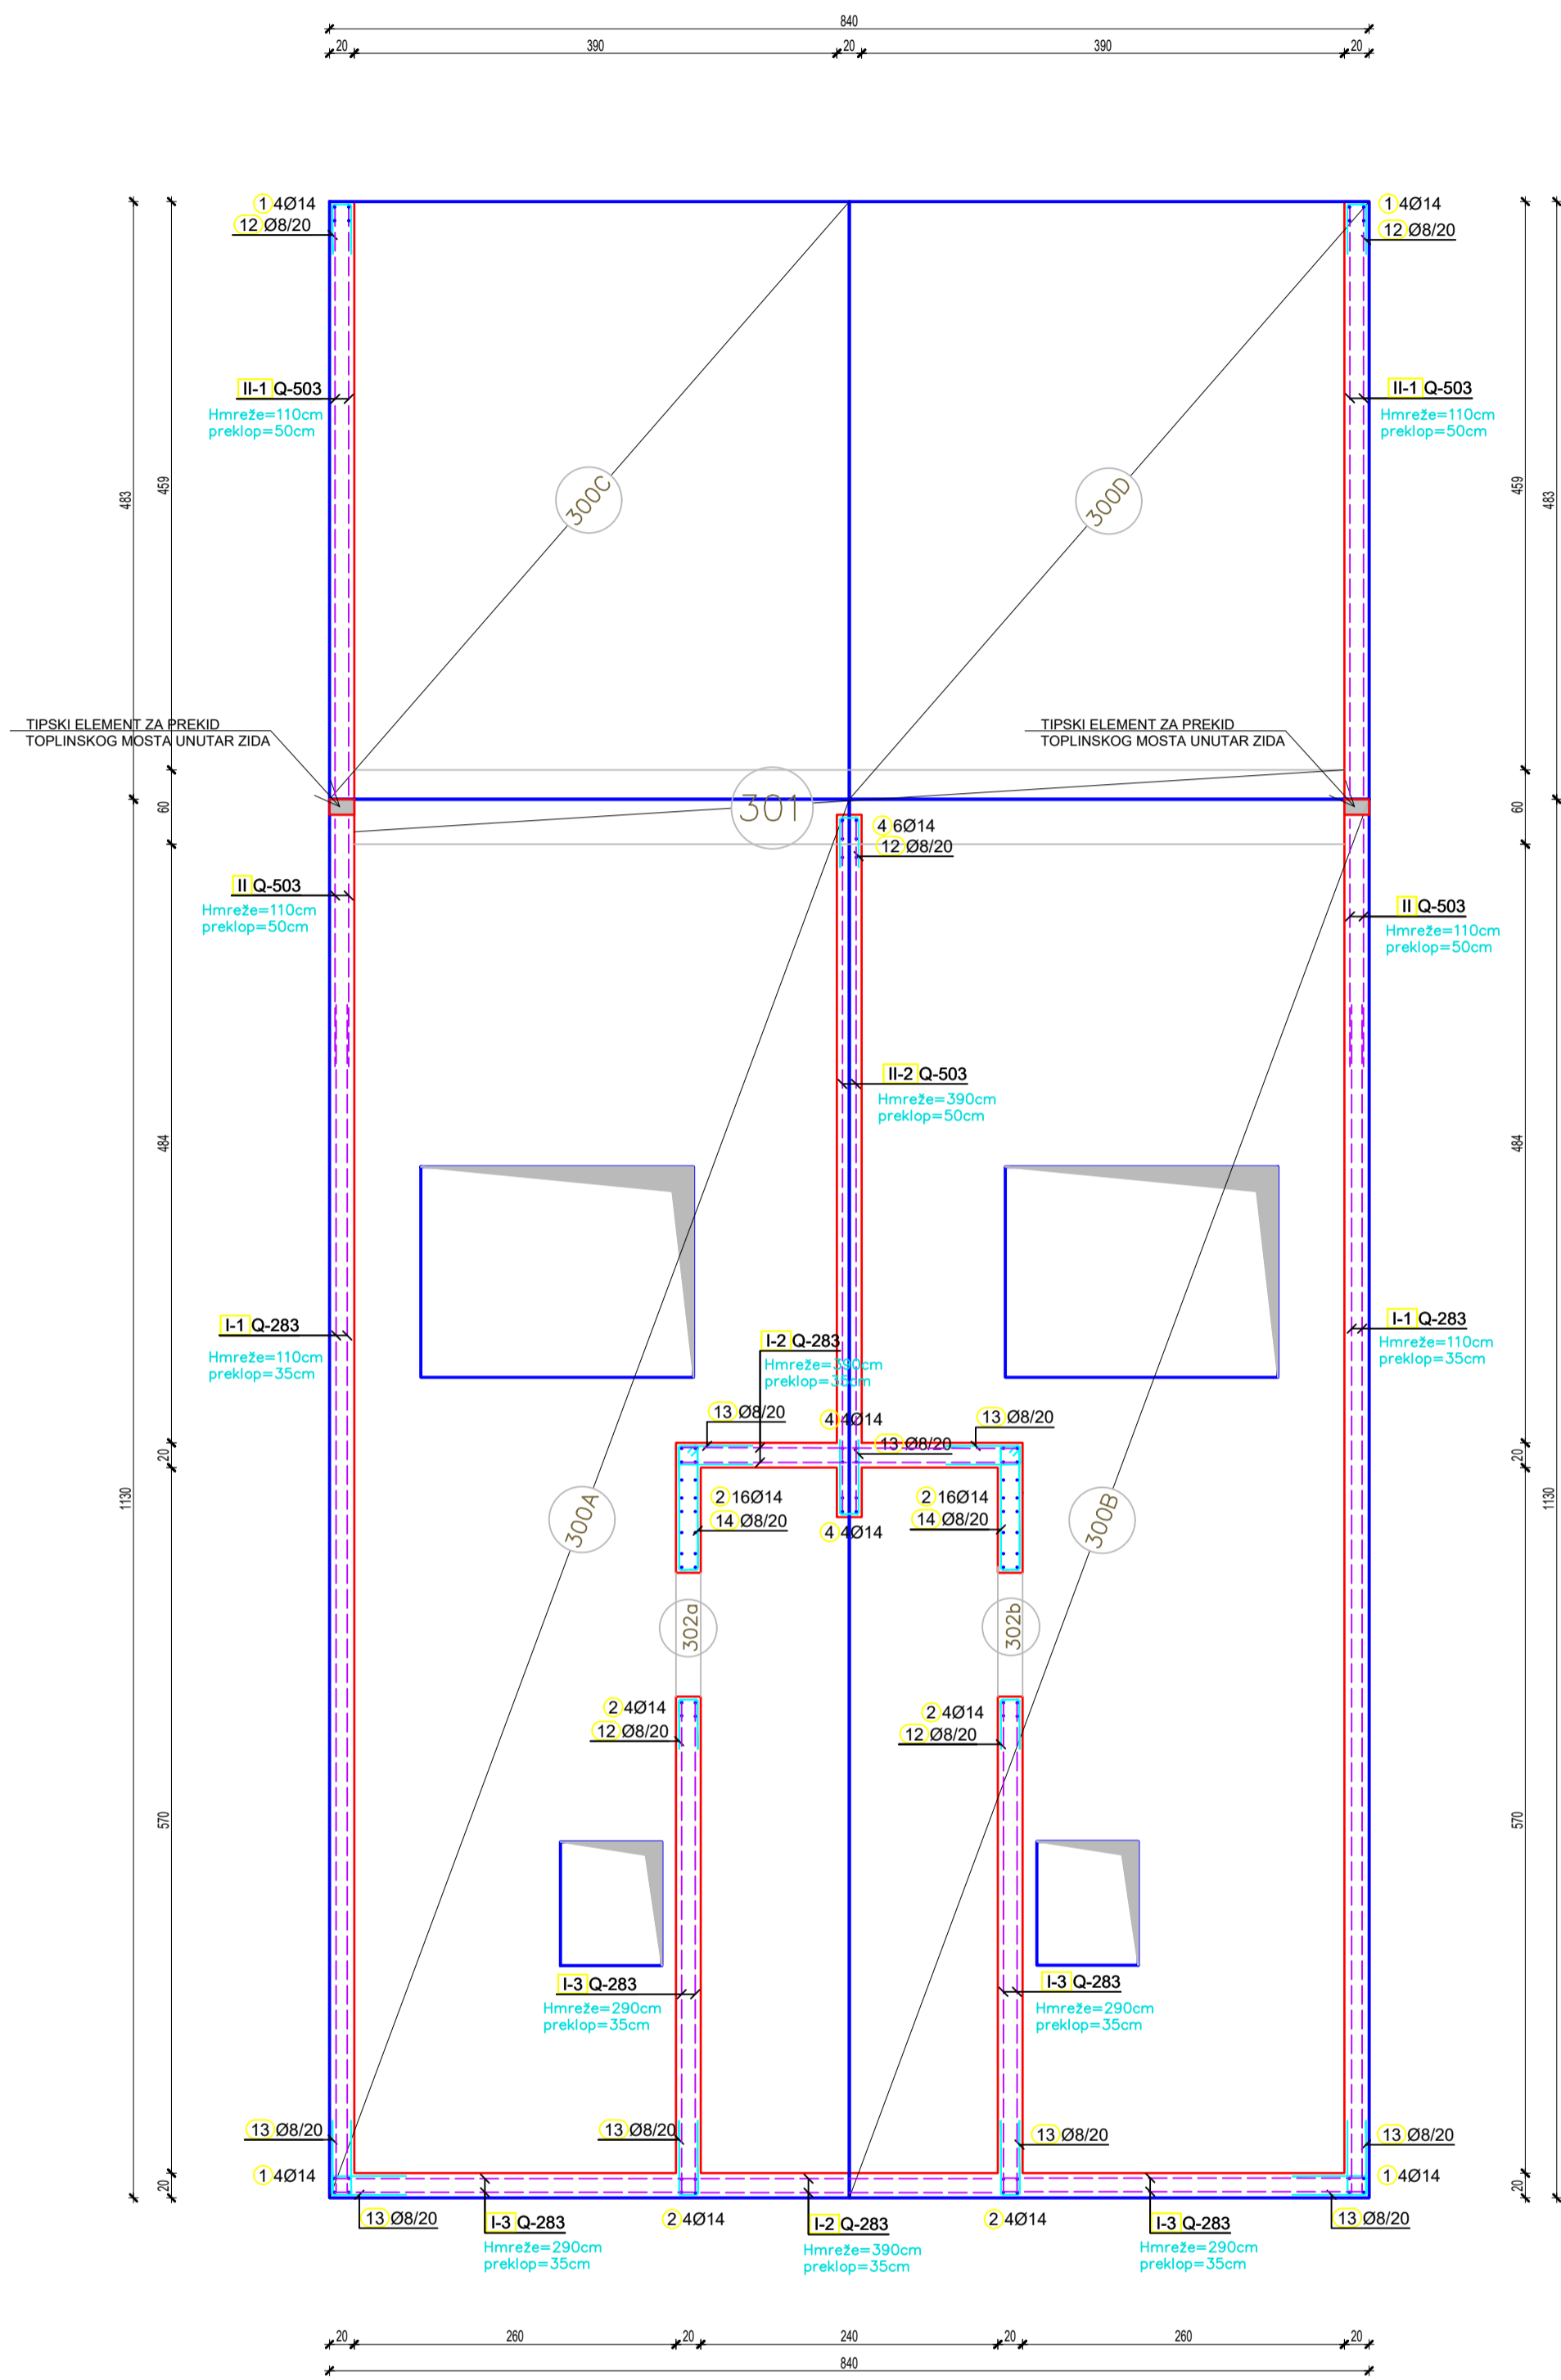 840
20 390 20 390 20
1 4Ø14
12 Ø8/20
1 4Ø14
12 Ø8/20
II-1 Q-503
Hmreže=110cm
preklop=50cm
II-1 Q-503
Hmreže=110cm
preklop=50cm
483
459
459
483
300C
300D
TIPSKI ELEMENT ZA PREKID
TOPLINSKOG MOSTA UNUTAR ZIDA
TIPSKI ELEMENT ZA PREKID
TOPLINSKOG MOSTA UNUTAR ZIDA
60
301
60
4 6Ø14
12 Ø8/20
II Q-503
Hmreže=110cm
preklop=50cm
II Q-503
Hmreže=110cm
preklop=50cm
II-2 Q-503
Hmreže=390cm
preklop=50cm
484
484
I-1 Q-283
Hmreže=110cm
preklop=35cm
I-2 Q-283
Hmreže=390cm
preklop=35cm
I-1 Q-283
Hmreže=110cm
preklop=35cm
13 Ø8/20
4 4Ø14
13 Ø8/20
13 Ø8/20
20
20
1130
1130
2 16Ø14
14 Ø8/20
2 16Ø14
14 Ø8/20
4 4Ø14
300A
300B
302a
302b
2 4Ø14
12 Ø8/20
2 4Ø14
12 Ø8/20
570
570
I-3 Q-283
Hmreže=290cm
preklop=35cm
I-3 Q-283
Hmreže=290cm
preklop=35cm
13 Ø8/20
13 Ø8/20
13 Ø8/20
13 Ø8/20
1 4Ø14
1 4Ø14
20
20
13 Ø8/20
I-3 Q-283
Hmreže=290cm
preklop=35cm
2 4Ø14
I-2 Q-283
Hmreže=390cm
preklop=35cm
2 4Ø14
I-3 Q-283
Hmreže=290cm
preklop=35cm
13 Ø8/20
20 260 20 240 20 260 20
840